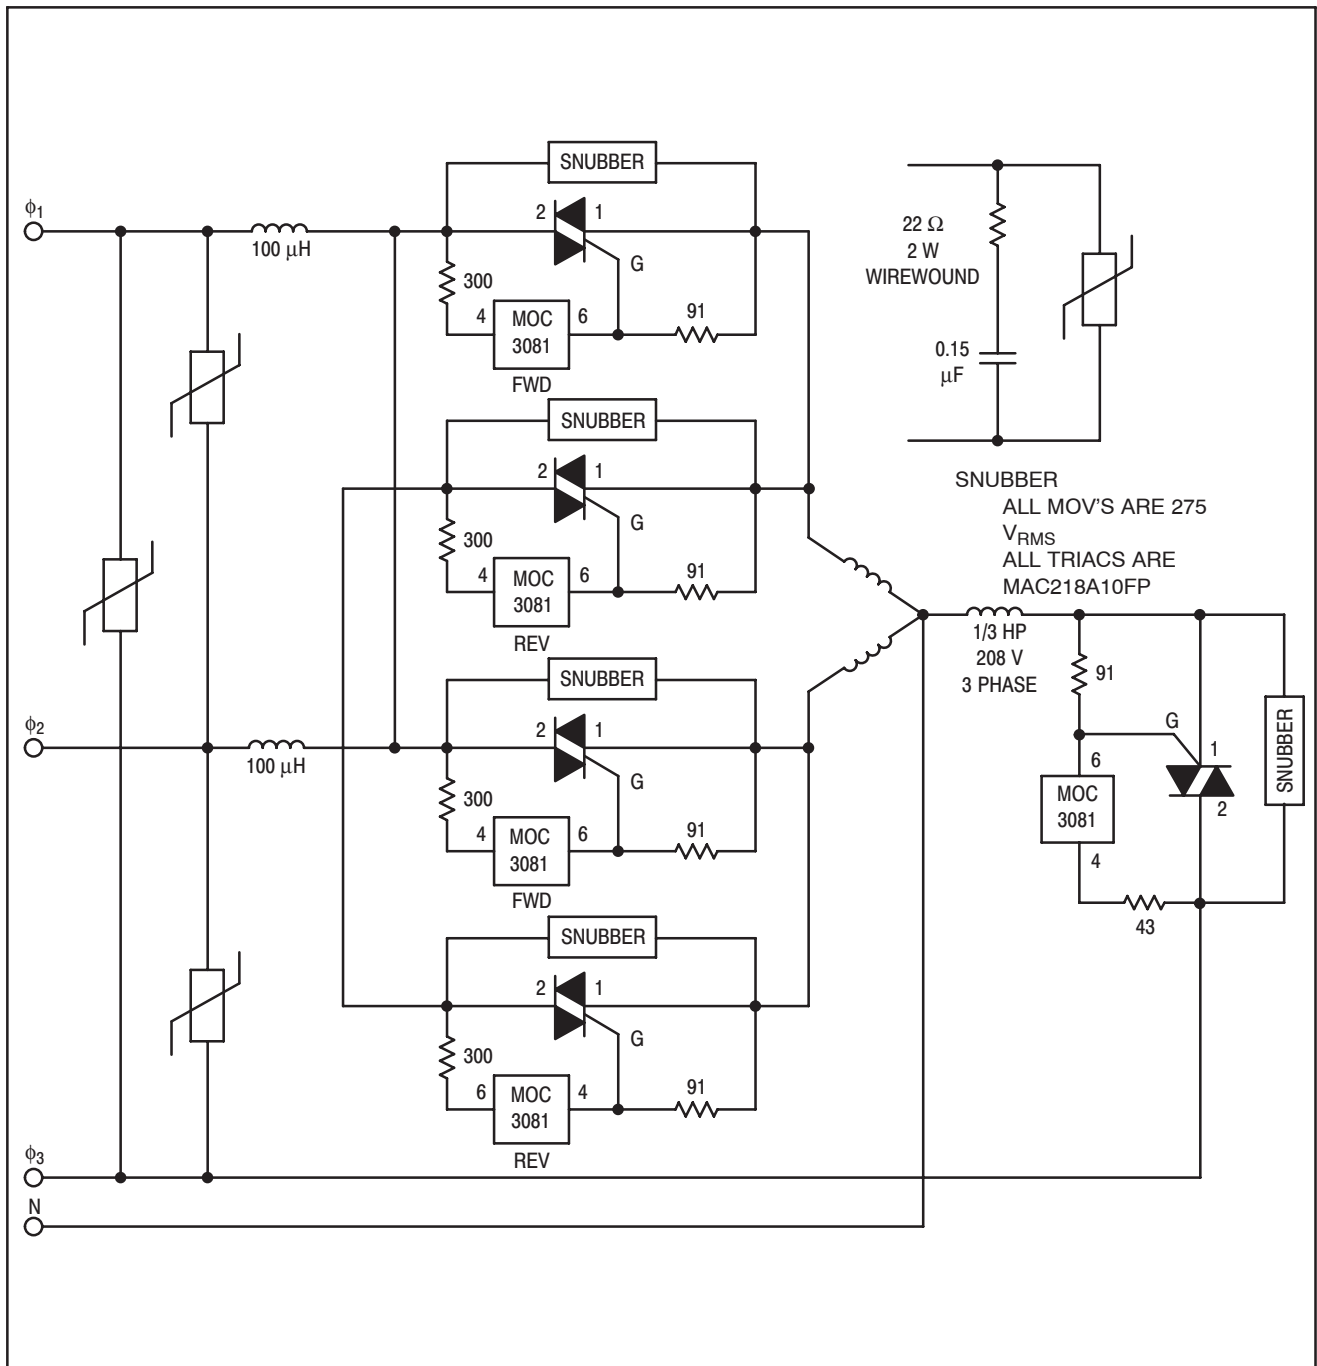 SNUBBER
ϕ1
2 1
22 Ω
2 W
WIREWOUND
100 μH
G
300
4 MOC
3081 6
91
FWD
0.15
μF
SNUBBER
2 1
SNUBBER
ALL MOV'S ARE 275
VRMS
ALL TRIACS ARE
MAC218A10FP
G
300
4 MOC
3081 6
91
REV
1/3 HP
208 V
3 PHASE
91
SNUBBER
ϕ2
2 1
100 μH
G
300
4 MOC
3081 6
91
FWD
G
1
2
6
MOC
3081
4
43
SNUBBER
SNUBBER
2 1
G
300
6 MOC
3081 4
91
REV
ϕ3
N